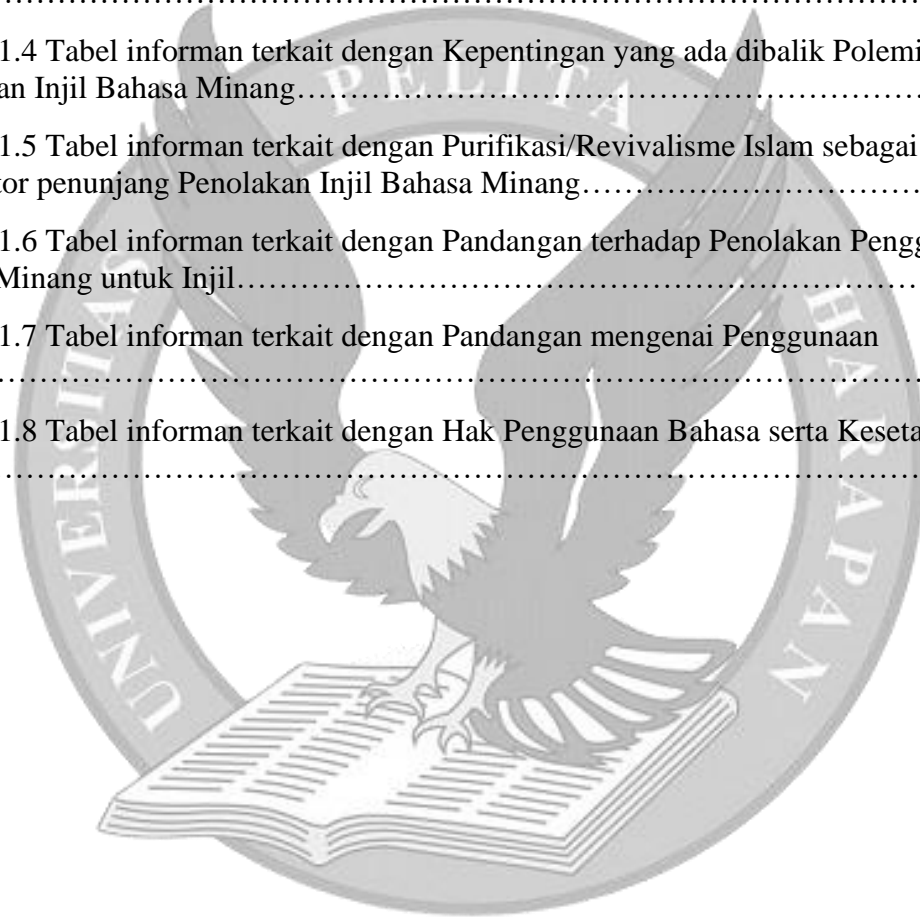 1.4 Tabel informan terkait dengan Kepentingan yang ada dibalik Polemi
an Injil Bahasa Minang……………………………………………………
1.5 Tabel informan terkait dengan Purifikasi/Revivalisme Islam sebagai
tor penunjang Penolakan Injil Bahasa Minang……………………………
1.6 Tabel informan terkait dengan Pandangan terhadap Penolakan Pengg
Minang untuk Injil……………………………………………………………
1.7 Tabel informan terkait dengan Pandangan mengenai Penggunaan
………………………………………………………………………………
1.8 Tabel informan terkait dengan Hak Penggunaan Bahasa serta Keseta
………………………………………………………………………………
UNIVERSITAS PELITA HARAPAN